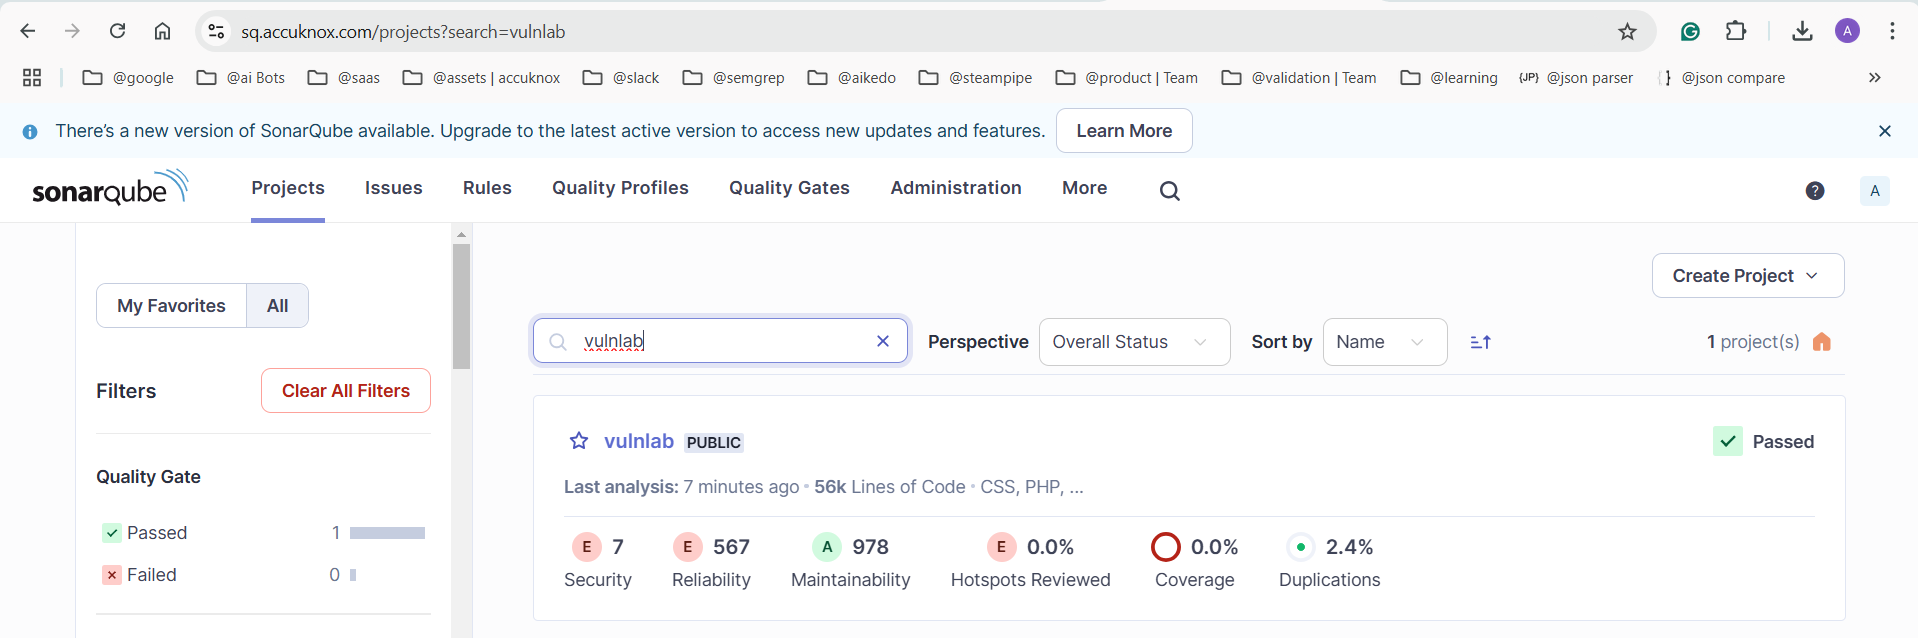 sq.accuknox.com/projects?search=vulnlab
A
@google @ai Bots @saas @assets | accuknox @slack @semgrep @aikedo @steampipe @product | Team @validation | Team @learning {JP} @json parser { } @json compare »
There's a new version of SonarQube available. Upgrade to the latest active version to access new updates and features. Learn More
sonarqube Projects Issues Rules Quality Profiles Quality Gates Administration More ? A
Create Project
My Favorites All
vulnlab Perspective Overall Status Sort by Name 1 project(s)
Filters Clear All Filters
vulnlab PUBLIC Passed
Quality Gate
Last analysis: 7 minutes ago • 56k Lines of Code • CSS, PHP, ...
Passed 1
Failed 0
E 7 E 567 A 978 E 0.0% 0.0% 2.4%
Security Reliability Maintainability Hotspots Reviewed Coverage Duplications